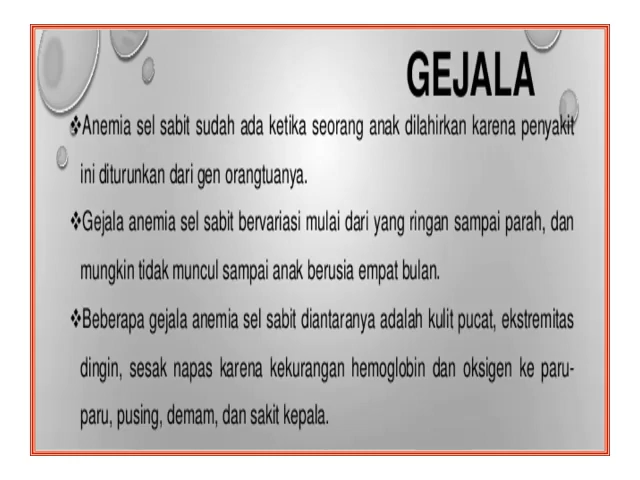 GEJALA
❖Anemia sel sabit sudah ada ketika seorang anak dilahirkan karena penyakit
ini diturunkan dari gen orangtuanya.
❖Gejala anemia sel sabit bervariasi mulai dari yang ringan sampai parah, dan
mungkin tidak muncul sampai anak berusia empat bulan.
❖Beberapa gejala anemia sel sabit diantaranya adalah kulit pucat, ekstremitas
dingin, sesak napas karena kekurangan hemoglobin dan oksigen ke paru-
paru, pusing, demam, dan sakit kepala.